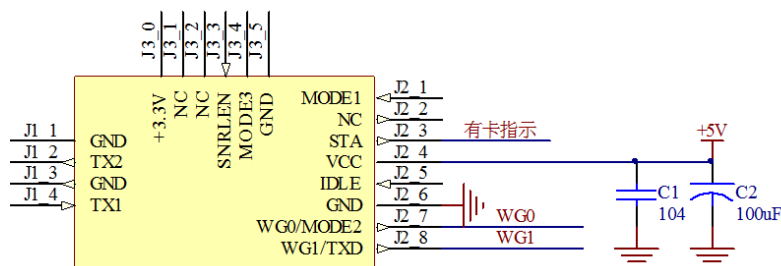 J3_0
J3_1
J3_2
J3_3
J3_4
J3_5
+3.3V
NC
NC
SNRLEN
MODE3
GND
J1_1
GND
J1_2
TX2
J1_3
GND
J1_4
TX1
MODE1
J2_1
NC
J2_2
STA
J2_3
有卡指示
VCC
J2_4
+5V
IDLE
J2_5
GND
J2_6
WG0/MODE2
J2_7
WG0
WG1/TXD
J2_8
WG1
C1
104
C2
100uF